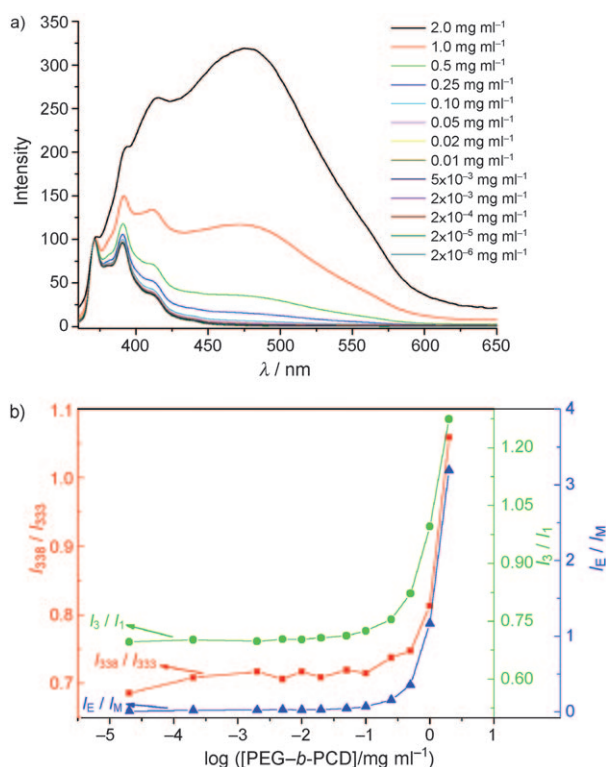 a)
350
300
250
200
150
100
50
0
Intensity
400 450 500 550 600 650
λ / nm
2.0 mg ml⁻¹
1.0 mg ml⁻¹
0.5 mg ml⁻¹
0.25 mg ml⁻¹
0.10 mg ml⁻¹
0.05 mg ml⁻¹
0.02 mg ml⁻¹
0.01 mg ml⁻¹
5x10⁻³ mg ml⁻¹
2x10⁻³ mg ml⁻¹
2x10⁻⁴ mg ml⁻¹
2x10⁻⁵ mg ml⁻¹
2x10⁻⁶ mg ml⁻¹
b)
1.1
1.0
0.9
0.8
0.7
I₃₃₈ / I₃₃₃
I₃ / I₁
I₃₃₈ / I₃₃₃
I_E / I_M
1.20
1.05
0.90
0.75
0.60
I₃ / I₁
4
3
2
1
0
I_E / I_M
−5 −4 −3 −2 −1 0 1
log ([PEG–b-PCD]/mg ml⁻¹)